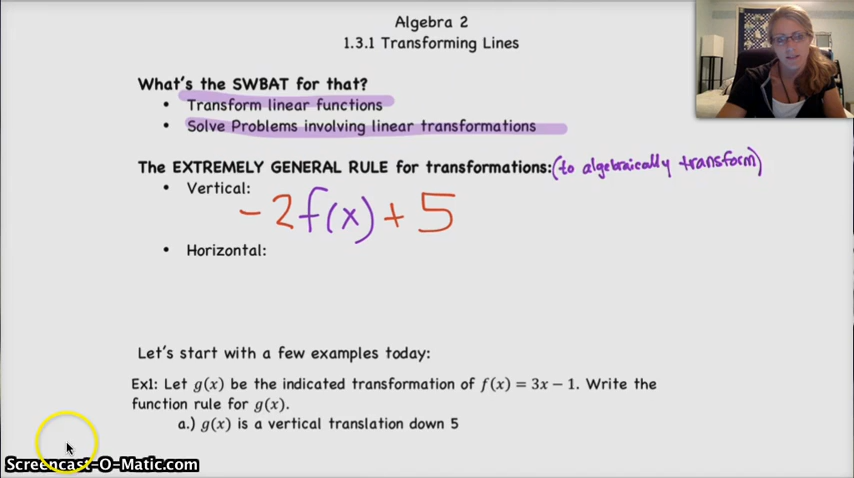 Algebra 2
1.3.1 Transforming Lines
What's the SWBAT for that?
• Transform linear functions
• Solve Problems involving linear transformations
The EXTREMELY GENERAL RULE for transformations: (to algebraically transform)
• Vertical:
-2f(x) + 5
• Horizontal:
Let's start with a few examples today:
Ex1: Let g(x) be the indicated transformation of f(x) = 3x − 1. Write the
function rule for g(x).
a.) g(x) is a vertical translation down 5
Screencast-O-Matic.com